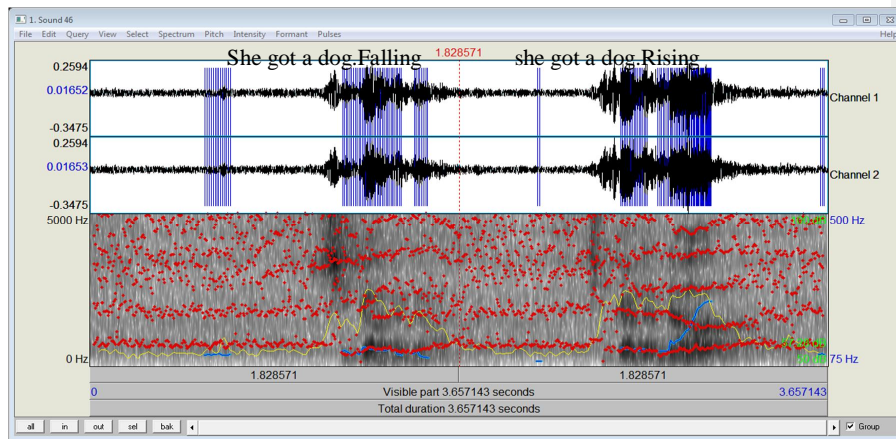 1. Sound 46
File Edit Query View Select Spectrum Pitch Intensity Formant Pulses Help
She got a dog.Falling 1.828571 she got a dog.Rising
0.2594
0.01652 Channel 1
-0.3475
0.2594
0.01653 Channel 2
-0.3475
5000 Hz 500 Hz
0 Hz 75 Hz
1.828571 1.828571
0 Visible part 3.657143 seconds 3.657143
Total duration 3.657143 seconds
all in out sel bak Group